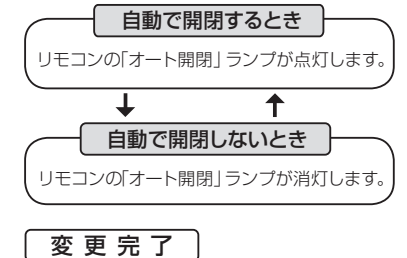 自動で開閉するとき
リモコンの｢オート開閉｣ ランプが点灯します。
自動で開閉しないとき
リモコンの｢オート開閉｣ ランプが消灯します。
変 更 完 了